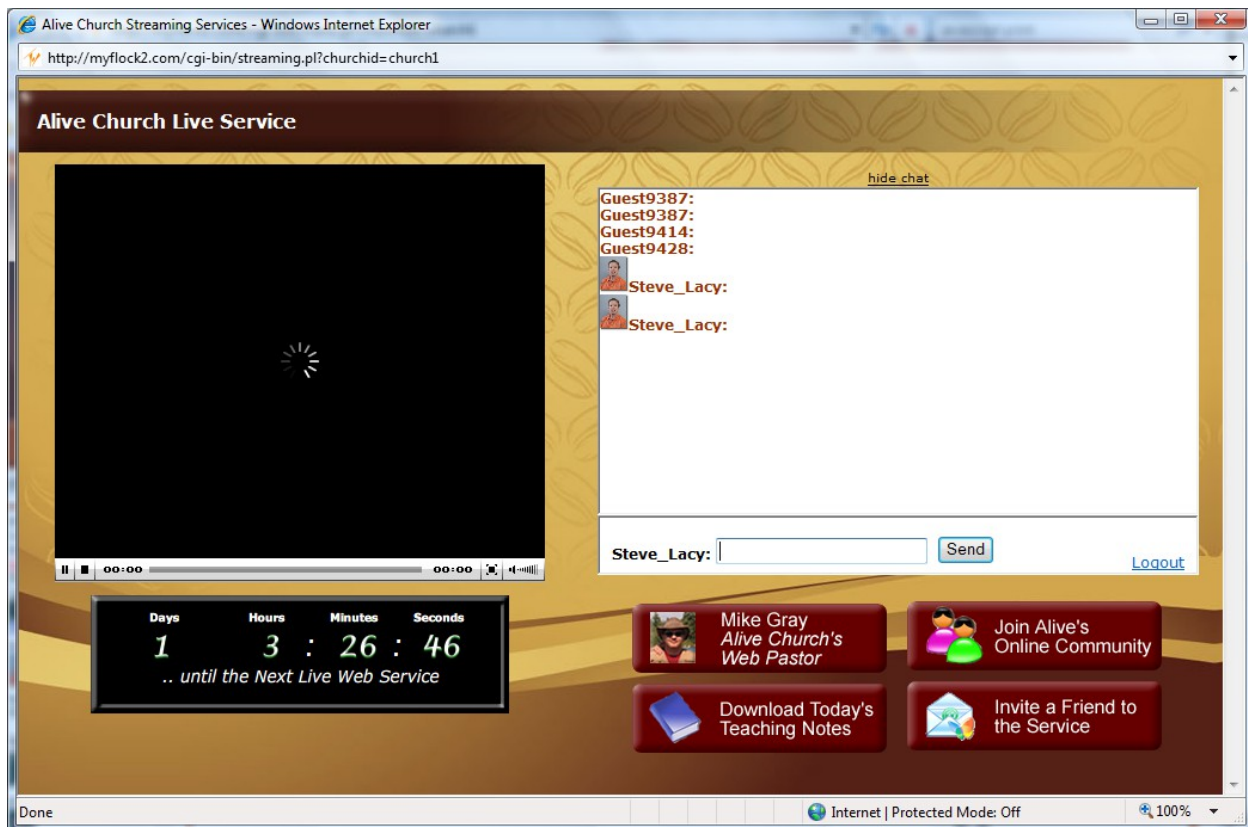 Alive Church Streaming Services - Windows Internet Explorer
http://myflock2.com/cgi-bin/streaming.pl?churchid=church1
Alive Church Live Service
hide chat
Guest9387:
Guest9387:
Guest9414:
Guest9428:
Steve_Lacy:
Steve_Lacy:
Steve_Lacy:
Send
Logout
00:00
00:00
Days Hours Minutes Seconds
1 3 : 26 : 46
.. until the Next Live Web Service
Mike Gray
Alive Church's
Web Pastor
Join Alive's
Online Community
Download Today's
Teaching Notes
Invite a Friend to
the Service
Done
Internet | Protected Mode: Off
100%